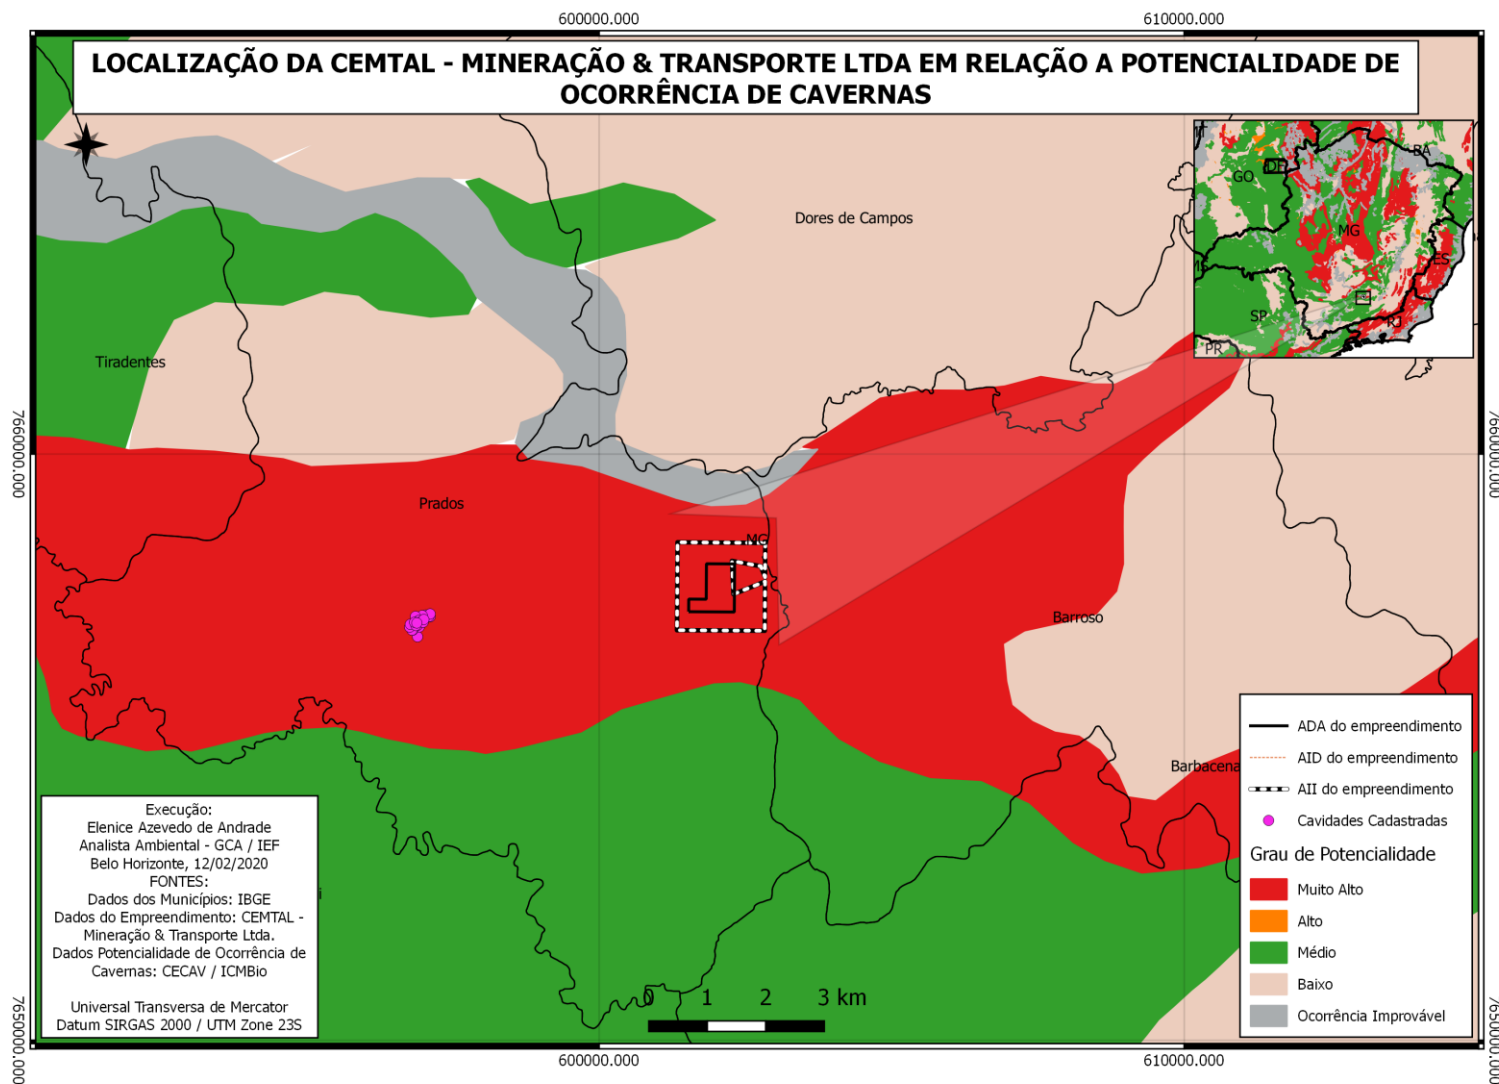 600000.000
610000.000
LOCALIZAÇÃO DA CEMTAL - MINERAÇÃO & TRANSPORTE LTDA EM RELAÇÃO A POTENCIALIDADE DE
OCORRÊNCIA DE CAVERNAS
BA
DF
GO
MG
ES
MS
SP
RJ
PR
Dores de Campos
Tiradentes
7660000.000
7660000.000
Prados
MG
Barroso
Barbacena
ADA do empreendimento
AID do empreendimento
AII do empreendimento
Cavidades Cadastradas
Grau de Potencialidade
Muito Alto
Alto
Médio
Baixo
Ocorrência Improvável
Execução:
Elenice Azevedo de Andrade
Analista Ambiental - GCA / IEF
Belo Horizonte, 12/02/2020
FONTES:
Dados dos Municípios: IBGE
Dados do Empreendimento: CEMTAL -
Mineração & Transporte Ltda.
Dados Potencialidade de Ocorrência de
Cavernas: CECAV / ICMBio
Universal Transversa de Mercator
Datum SIRGAS 2000 / UTM Zone 23S
0 1 2 3 km
7650000.000
7650000.000
600000.000
610000.000